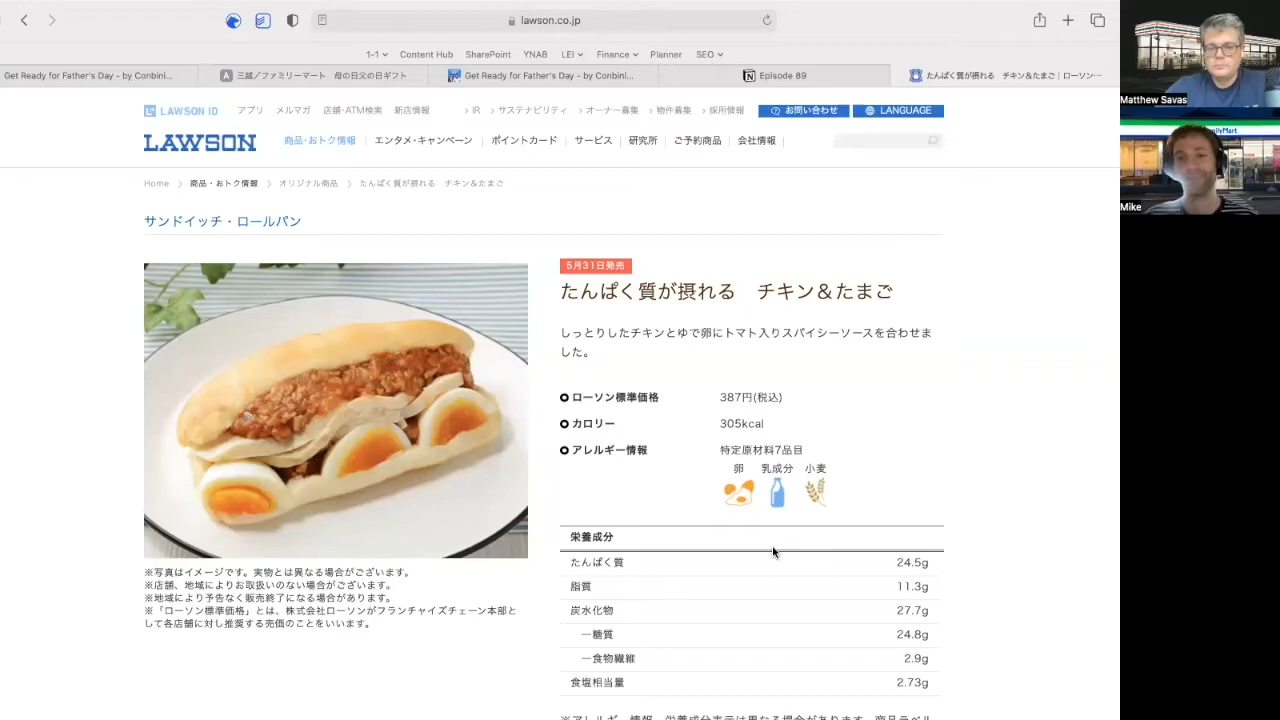 lawson.co.jp
1-1 Content Hub SharePoint YNAB LEI Finance Planner SEO
Get Ready for Father's Day - by Conbini... 三越／ファミリーマート 母の日父の日ギフト Get Ready for Father's Day - by Conbini... Episode 89 たんぱく質が摂れる チキン&たまご｜ローソン…
LAWSON ID アプリ メルマガ 店舗・ATM検索 新店情報 IR サステナビリティ オーナー募集 物件募集 採用情報 お問い合わせ LANGUAGE
LAWSON 商品・おトク情報 エンタメ・キャンペーン ポイントカード サービス 研究所 ご予約商品 会社情報
Home 商品・おトク情報 オリジナル商品 たんぱく質が摂れる チキン&たまご
サンドイッチ・ロールパン
5月31日発売
たんぱく質が摂れる チキン＆たまご
しっとりしたチキンとゆで卵にトマト入りスパイシーソースを合わせま
した。
ローソン標準価格 387円(税込)
カロリー 305kcal
アレルギー情報 特定原材料7品目
卵 乳成分 小麦
栄養成分
たんぱく質 24.5g
脂質 11.3g
炭水化物 27.7g
―糖質 24.8g
―食物繊維 2.9g
食塩相当量 2.73g
※写真はイメージです。実物とは異なる場合がございます。
※店舗、地域によりお取扱いのない場合がございます。
※地域により予告なく販売終了になる場合があります。
※「ローソン標準価格」とは、株式会社ローソンがフランチャイズチェーン本部と
して各店舗に対し推奨する売価のことをいいます。
Matthew Savas
FamilyMart
Mike